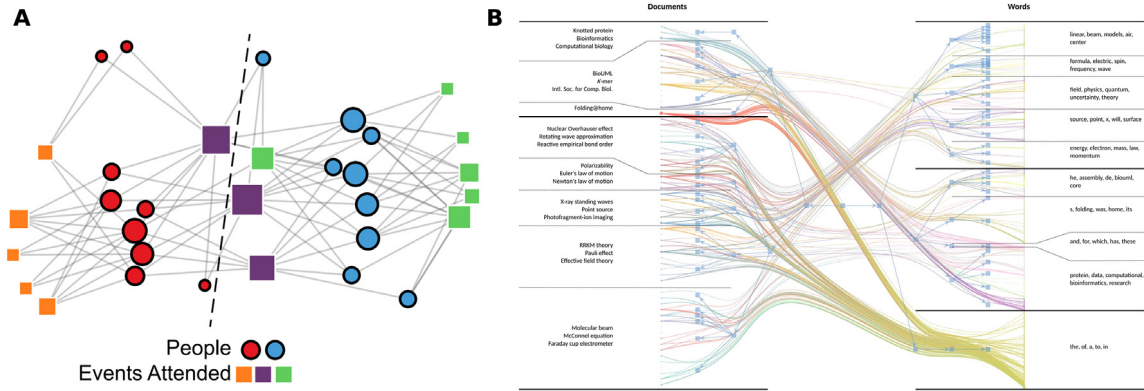 A
People
Events Attended
B
Documents
Words
Knotted protein
Bioinformatics
Computational biology
BioUML
K-mer
Intl. Soc. for Comp. Biol.
Folding@home
Nuclear Overhauser effect
Rotating wave approximation
Reactive empirical bond order
Polarizability
Euler's law of motion
Newton's law of motion
X-ray standing waves
Point source
Photofragment-ion imaging
RRKM theory
Pauli effect
Effective field theory
Molecular beam
McConnel equation
Faraday cup electrometer
linear, beam, models, air,
center
formula, electric, spin,
frequency, wave
field, physics, quantum,
uncertainty, theory
source, point, x, will, surface
energy, electron, mass, law,
momentum
he, assembly, de, biouml,
core
s, folding, was, home, its
and, for, which, has, these
protein, data, computational,
bioinformatics, research
the, of, a, to, in